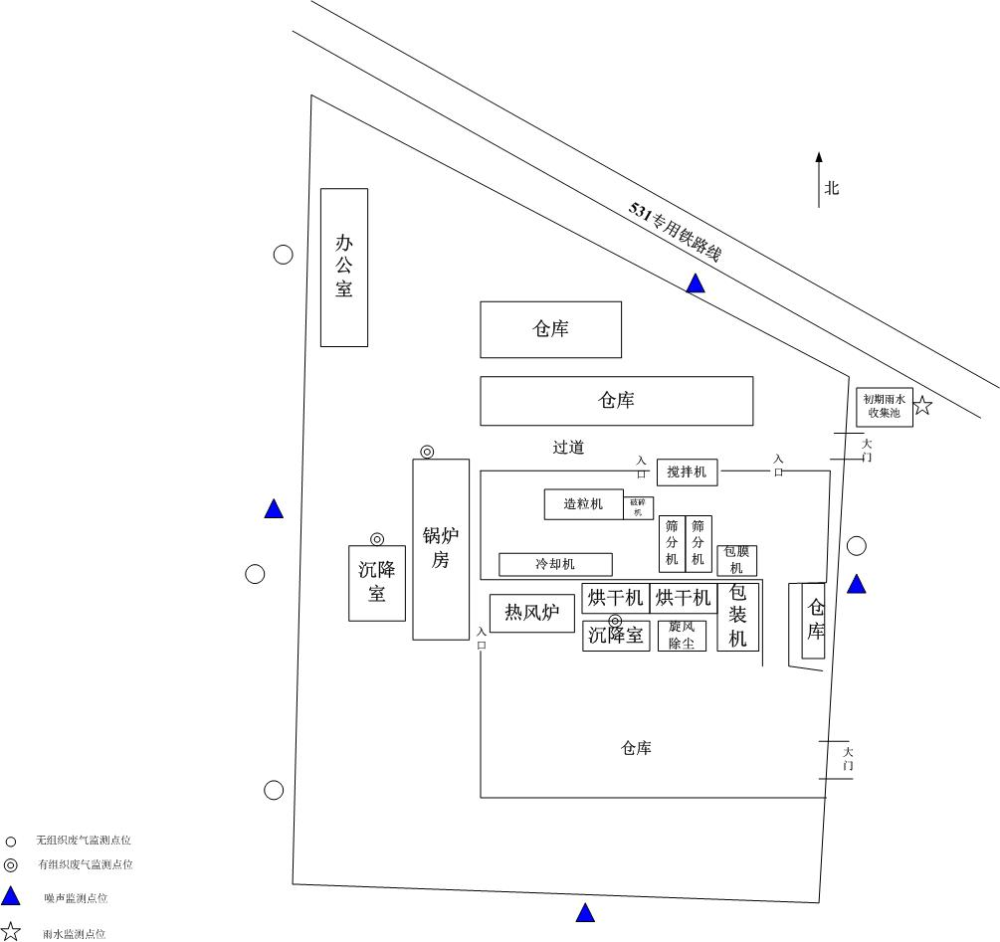 北
531专用铁路线
办
公
室
仓库
初期雨水
收集池
仓库
大
门
过道
入
口
入
口
搅拌机
造粒机
破碎
机
筛
分
机
筛
分
机
锅炉
房
包膜
机
冷却机
沉降
室
烘干机
烘干机
包
装
机
热风炉
仓
库
沉降室
旋风
除尘
入
口
仓库
大
门
无组织废气监测点位
有组织废气监测点位
噪声监测点位
雨水监测点位